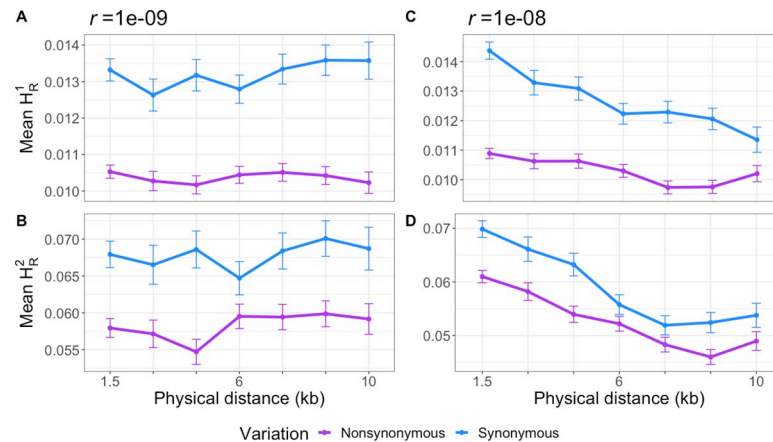 A
r=1e-09
0.014
0.013
0.012
0.011
0.010
Mean H¹R
C
r=1e-08
0.014
0.013
0.012
0.011
0.010
B
0.070
0.065
0.060
0.055
Mean H²R
1.5
6
10
Physical distance (kb)
D
0.07
0.06
0.05
1.5
6
10
Physical distance (kb)
Variation Nonsynonymous Synonymous